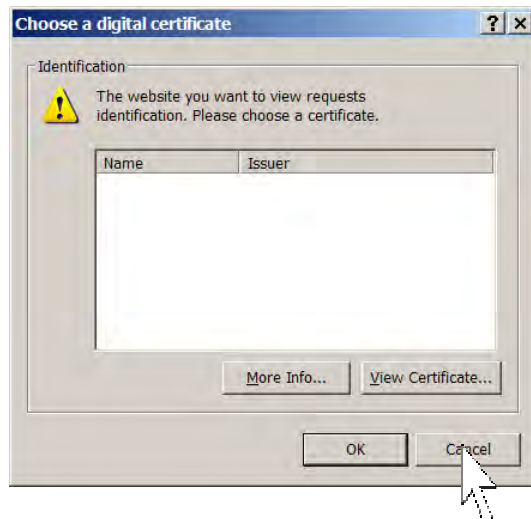 Choose a digital certificate
Identification
The website you want to view requests
identification. Please choose a certificate.
Name Issuer
More Info... View Certificate...
OK Cancel